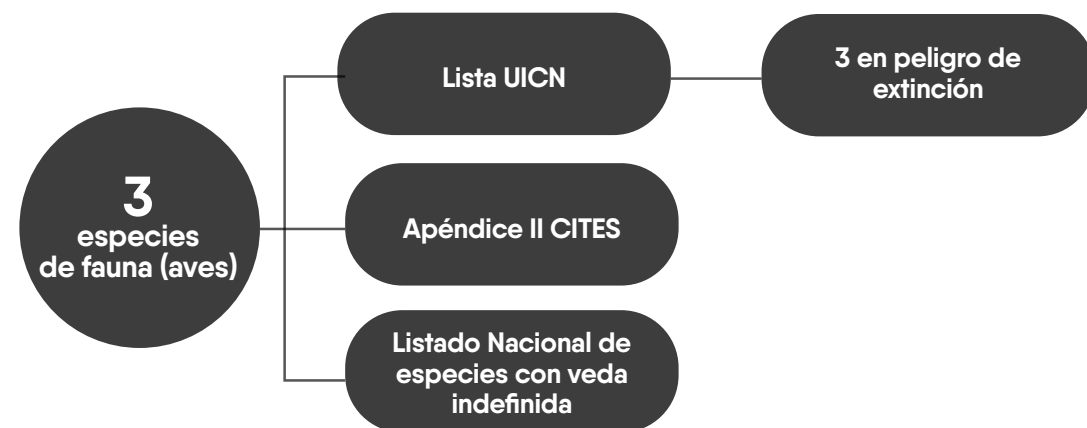 3
especies
de fauna (aves)
Lista UICN
3 en peligro de
extinción
Apéndice II CITES
Listado Nacional de
especies con veda
indefinida